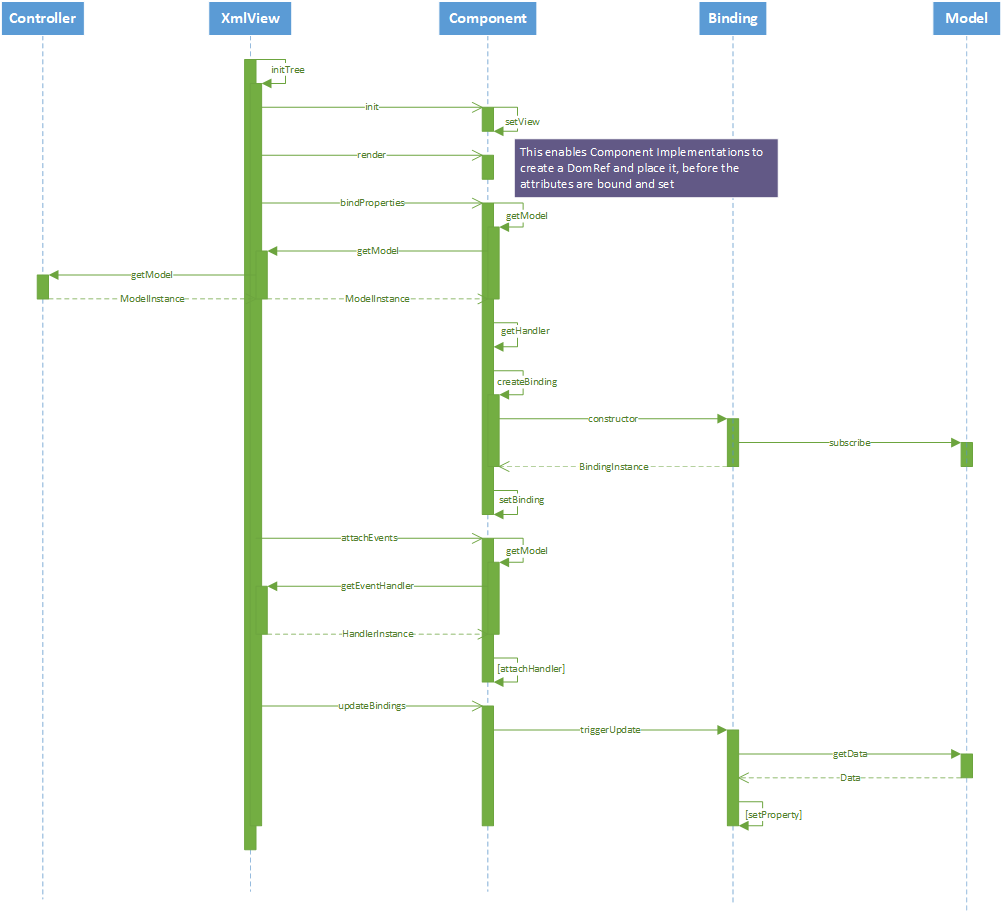 Controller
XmlView
Component
Binding
Model
initTree
init
setView
This enables Component Implementations to
create a DomRef and place it, before the
attributes are bound and set
render
bindProperties
getModel
getModel
getModel
ModelInstance
ModelInstance
getHandler
createBinding
constructor
subscribe
BindingInstance
setBinding
attachEvents
getModel
getEventHandler
HandlerInstance
[attachHandler]
updateBindings
triggerUpdate
getData
Data
[setProperty]